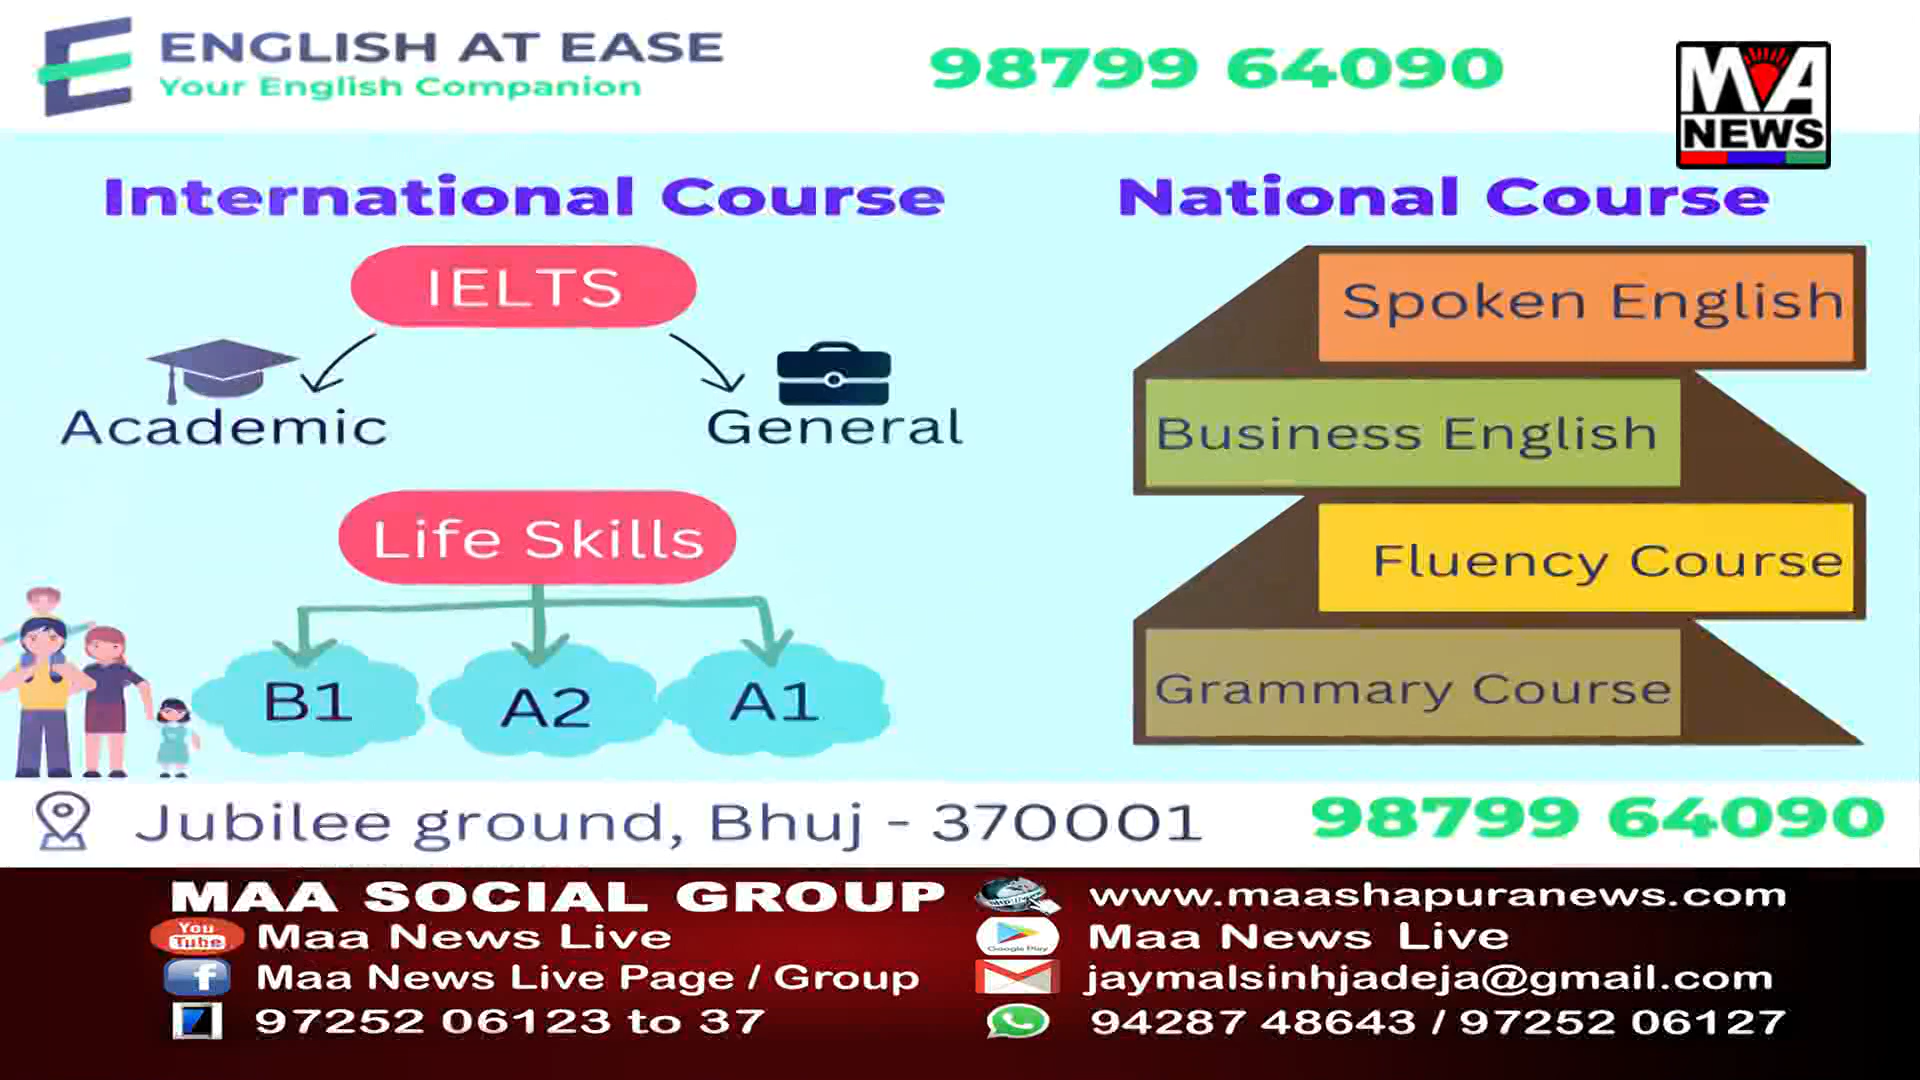 ENGLISH AT EASE
Your English Companion
98799 64090
MAA
NEWS
International Course
National Course
IELTS
Academic
General
Life Skills
B1
A2
A1
Spoken English
Business English
Fluency Course
Grammary Course
Jubilee ground, Bhuj - 370001
98799 64090
MAA SOCIAL GROUP
www.maashapuranews.com
You
Tube
Maa News Live
Google Play
Maa News Live
f
Maa News Live Page / Group
jaymalsinhjadeja@gmail.com
97252 06123 to 37
94287 48643 / 97252 06127